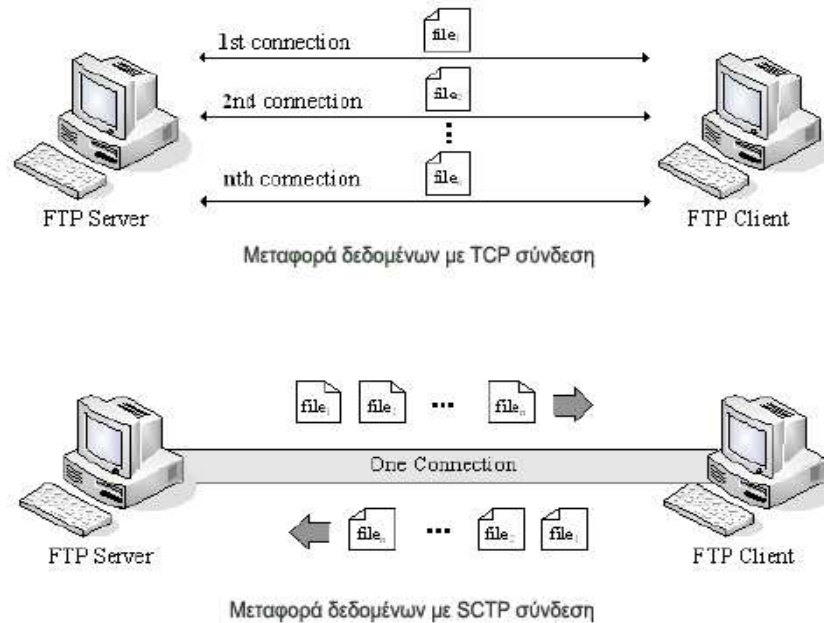 file₁
1st connection
file₂
2nd connection
file
nth connection
FTP Server
FTP Client
Μεταφορά δεδομένων με TCP σύνδεση
file₁ file₂ ... fileₙ
One Connection
fileₙ ... file₂ file₁
FTP Server
FTP Client
Μεταφορά δεδομένων με SCTP σύνδεση